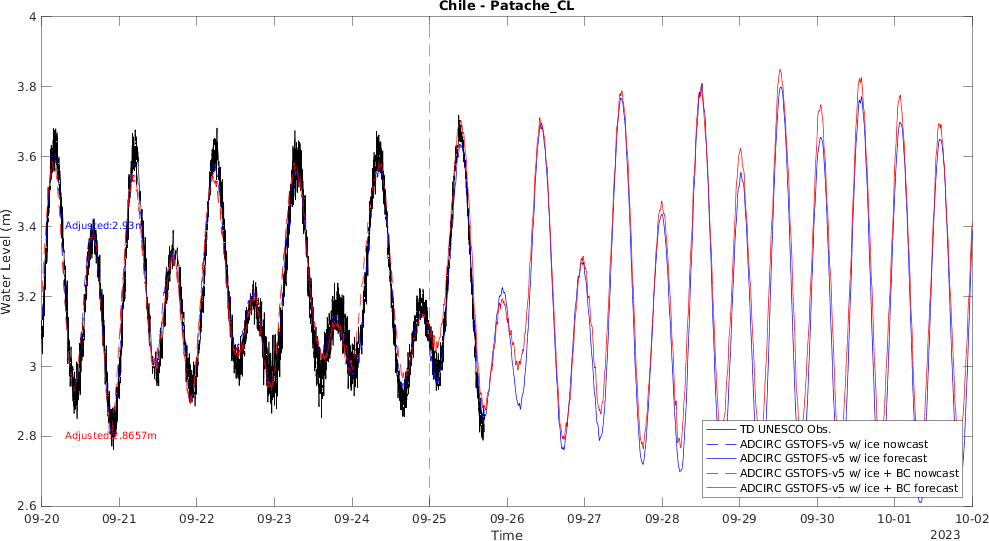 Chile - Patache_CL
Water Level (m)
4
3.8
3.6
3.4
3.2
3
2.8
2.6
Adjusted:2.93m
Adjusted:2.8657m
TD UNESCO Obs.
ADCIRC GSTOFS-v5 w/ ice nowcast
ADCIRC GSTOFS-v5 w/ ice forecast
ADCIRC GSTOFS-v5 w/ ice + BC nowcast
ADCIRC GSTOFS-v5 w/ ice + BC forecast
09-20 09-21 09-22 09-23 09-24 09-25 09-26 09-27 09-28 09-29 09-30 10-01 10-02
Time
2023